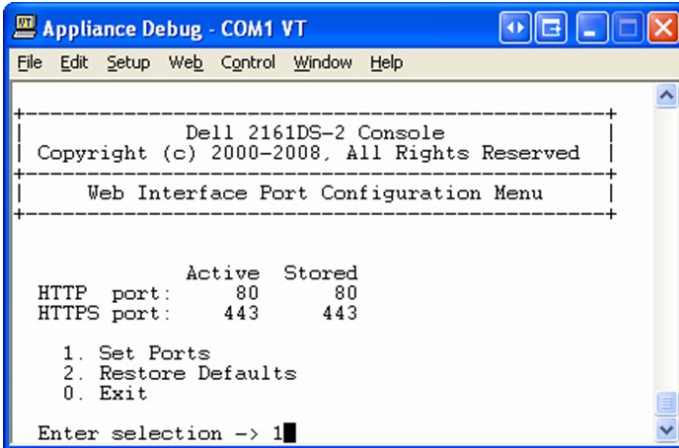 Appliance Debug - COM1 VT
File Edit Setup Web Control Window Help
+------------------------------------------------------+
| Dell 2161DS-2 Console |
| Copyright (c) 2000-2008, All Rights Reserved |
+------------------------------------------------------+
| Web Interface Port Configuration Menu |
+------------------------------------------------------+
Active Stored
HTTP port: 80 80
HTTPS port: 443 443
1. Set Ports
2. Restore Defaults
0. Exit
Enter selection -> 1